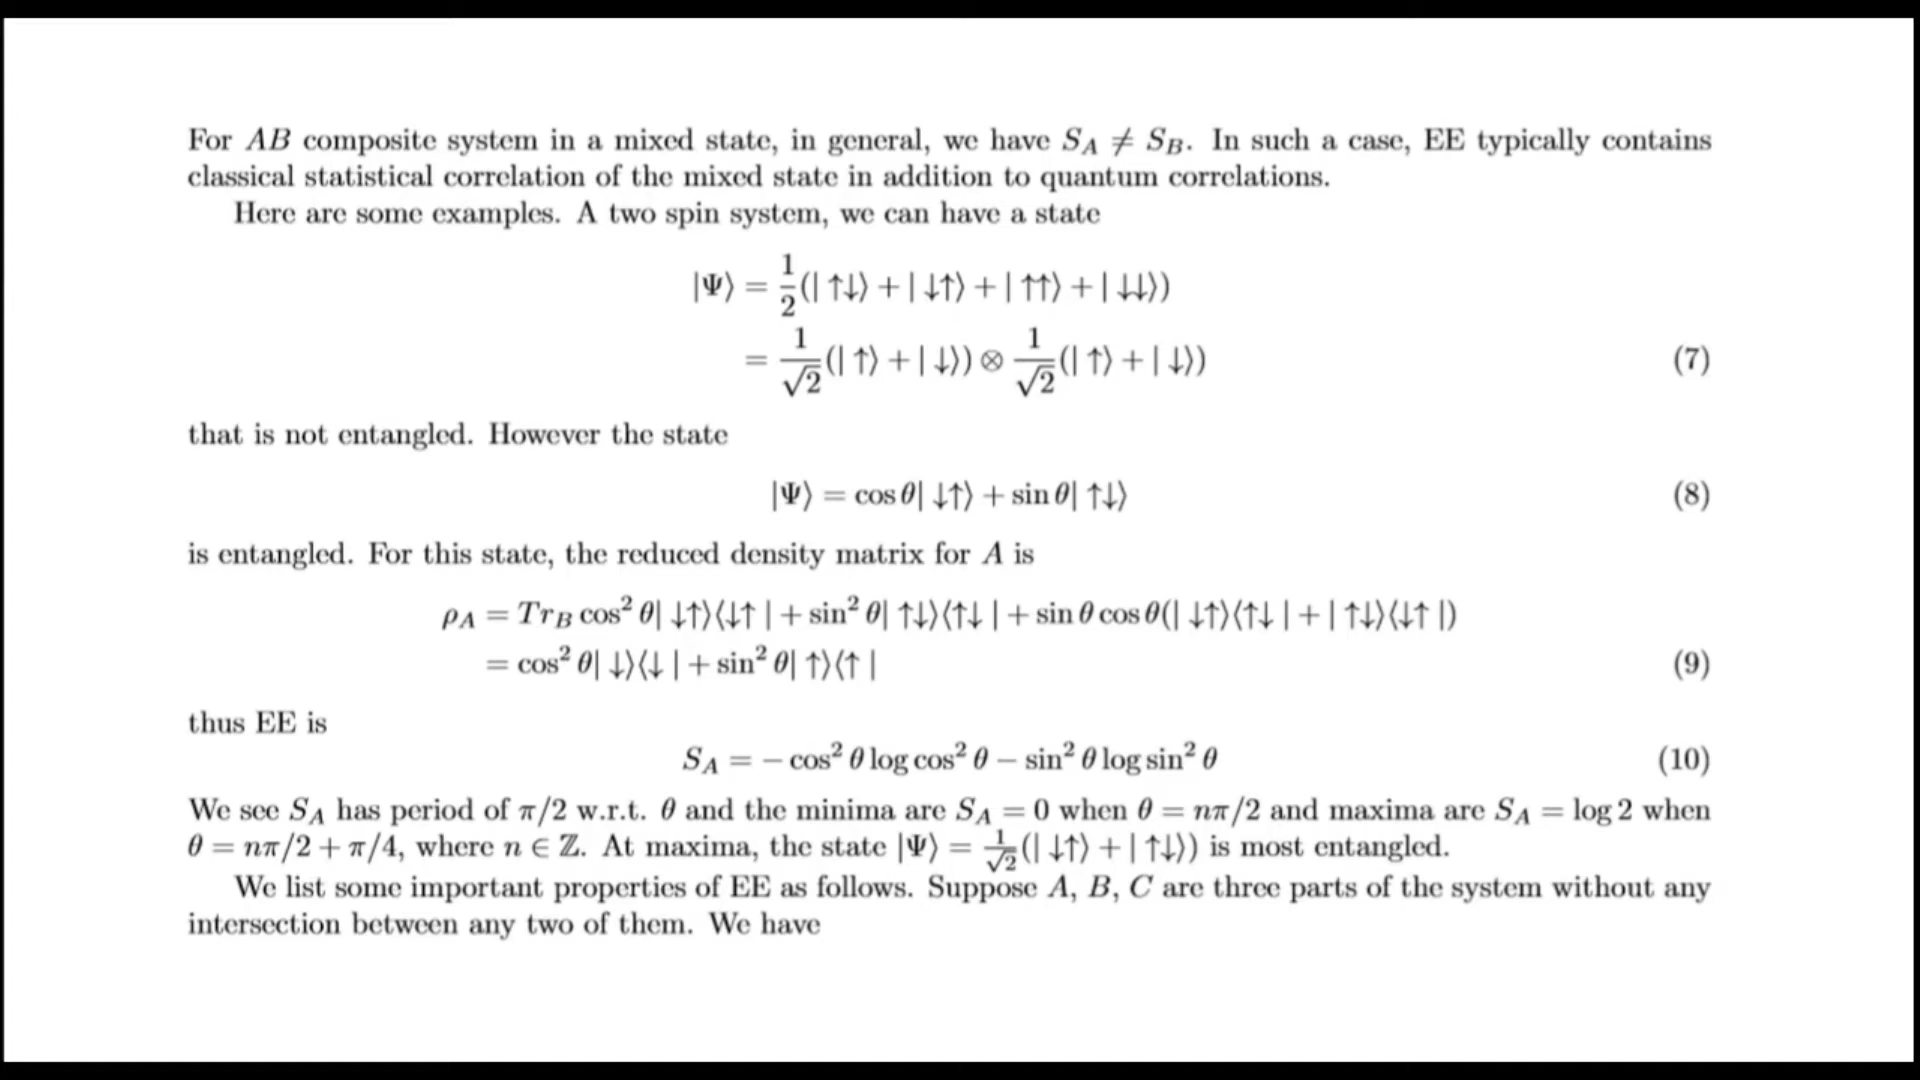 For AB composite system in a mixed state, in general, we have S_A ≠ S_B. In such a case, EE typically contains
classical statistical correlation of the mixed state in addition to quantum correlations.
Here are some examples. A two spin system, we can have a state
|Ψ⟩ = 1/2(| ↑↓⟩ + | ↓↑⟩ + | ↑↑⟩ + | ↓↓⟩)
= 1/√2(| ↑⟩ + | ↓⟩) ⊗ 1/√2(| ↑⟩ + | ↓⟩) (7)
that is not entangled. However the state
|Ψ⟩ = cos θ| ↓↑⟩ + sin θ| ↑↓⟩ (8)
is entangled. For this state, the reduced density matrix for A is
ρ_A = Tr_B cos² θ| ↓↑⟩⟨↓↑ | + sin² θ| ↑↓⟩⟨↑↓ | + sin θ cos θ(| ↓↑⟩⟨↑↓ | + | ↑↓⟩⟨↓↑ |)
= cos² θ| ↓⟩⟨↓ | + sin² θ| ↑⟩⟨↑ | (9)
thus EE is
S_A = − cos² θ log cos² θ − sin² θ log sin² θ (10)
We see S_A has period of π/2 w.r.t. θ and the minima are S_A = 0 when θ = nπ/2 and maxima are S_A = log 2 when
θ = nπ/2 + π/4, where n ∈ ℤ. At maxima, the state |Ψ⟩ = 1/√2(| ↓↑⟩ + | ↑↓⟩) is most entangled.
We list some important properties of EE as follows. Suppose A, B, C are three parts of the system without any
intersection between any two of them. We have